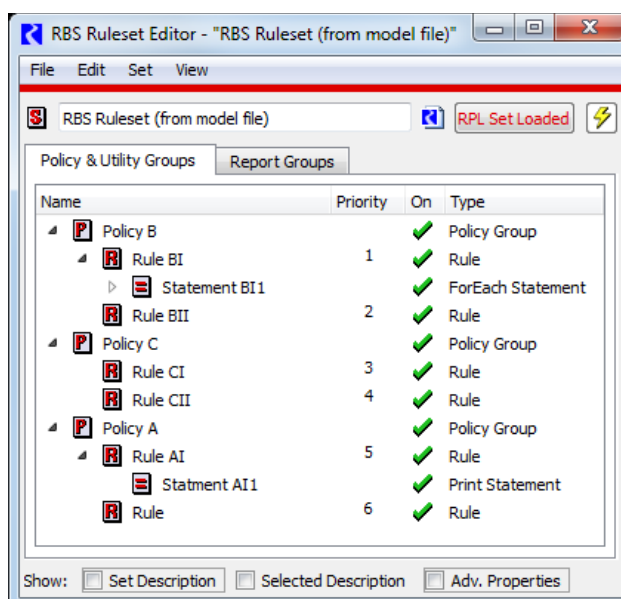 RBS Ruleset Editor - "RBS Ruleset (from model file)"
File Edit Set View
S RBS Ruleset (from model file) RPL Set Loaded
Policy & Utility Groups Report Groups
Name Priority On Type
P Policy B Policy Group
R Rule BI 1 Rule
Statement BI1 ForEach Statement
R Rule BII 2 Rule
P Policy C Policy Group
R Rule CI 3 Rule
R Rule CII 4 Rule
P Policy A Policy Group
R Rule AI 5 Rule
Statment AI1 Print Statement
R Rule 6 Rule
Show: Set Description Selected Description Adv. Properties